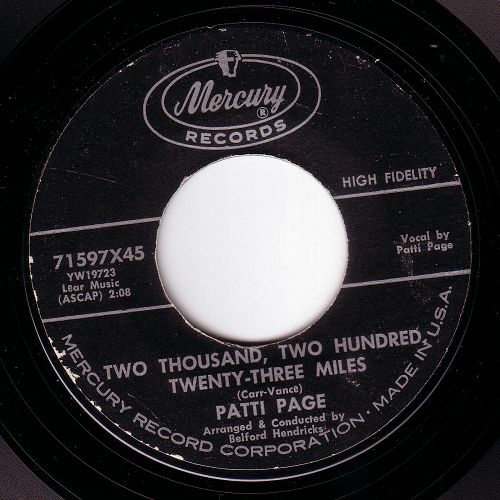 Mercury
®
RECORDS
HIGH FIDELITY
71597X45
YW19723
Lear Music
(ASCAP) 2:08
Vocal by
Patti Page
TWO THOUSAND, TWO HUNDRED,
TWENTY-THREE MILES
(Carr-Vance)
PATTI PAGE
Arranged & Conducted by
Belford Hendricks
MERCURY RECORD CORPORATION · MADE IN U.S.A.